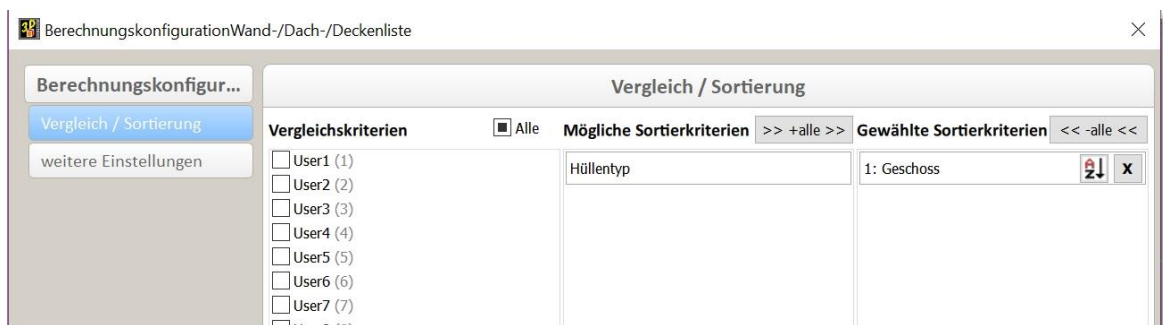 BerechnungskonfigurationWand-/Dach-/Deckenliste
Berechnungskonfigur...
Vergleich / Sortierung
weitere Einstellungen
Vergleich / Sortierung
Vergleichskriterien
Alle
Mögliche Sortierkriterien
>> +alle >>
Gewählte Sortierkriterien
<< -alle <<
User1 (1)
User2 (2)
User3 (3)
User4 (4)
User5 (5)
User6 (6)
User7 (7)
Hüllentyp
1: Geschoss
X